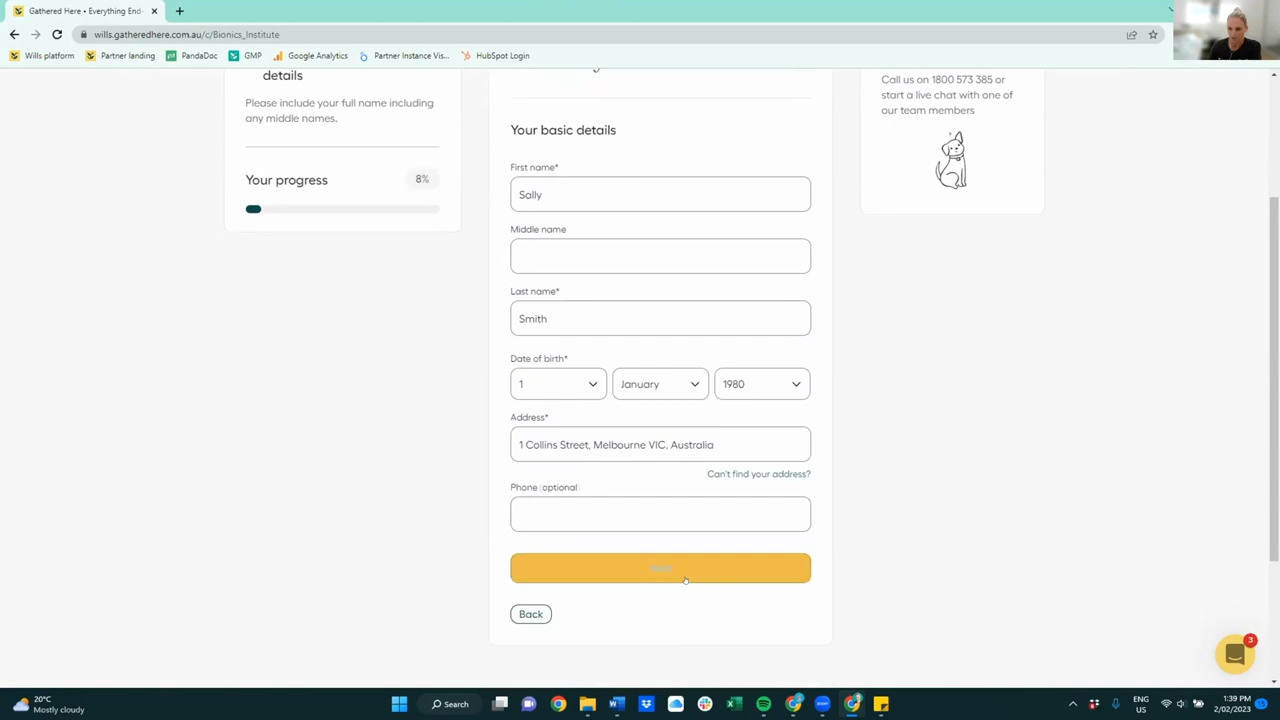 Gathered Here • Everything End-
wills.gatheredhere.com.au/c/Bionics_Institute
Wills platform
Partner landing
PandaDoc
GMP
Google Analytics
Partner Instance Vis...
HubSpot Login
details
Please include your full name including
any middle names.
Your progress
8%
Your basic details
First name*
Sally
Middle name
Last name*
Smith
Date of birth*
1
January
1980
Address*
1 Collins Street, Melbourne VIC, Australia
Can't find your address?
Phone (optional)
Back
Call us on 1800 573 385 or
start a live chat with one of
our team members
3
20°C
Mostly cloudy
Search
ENG
US
1:39 PM
2/02/2023